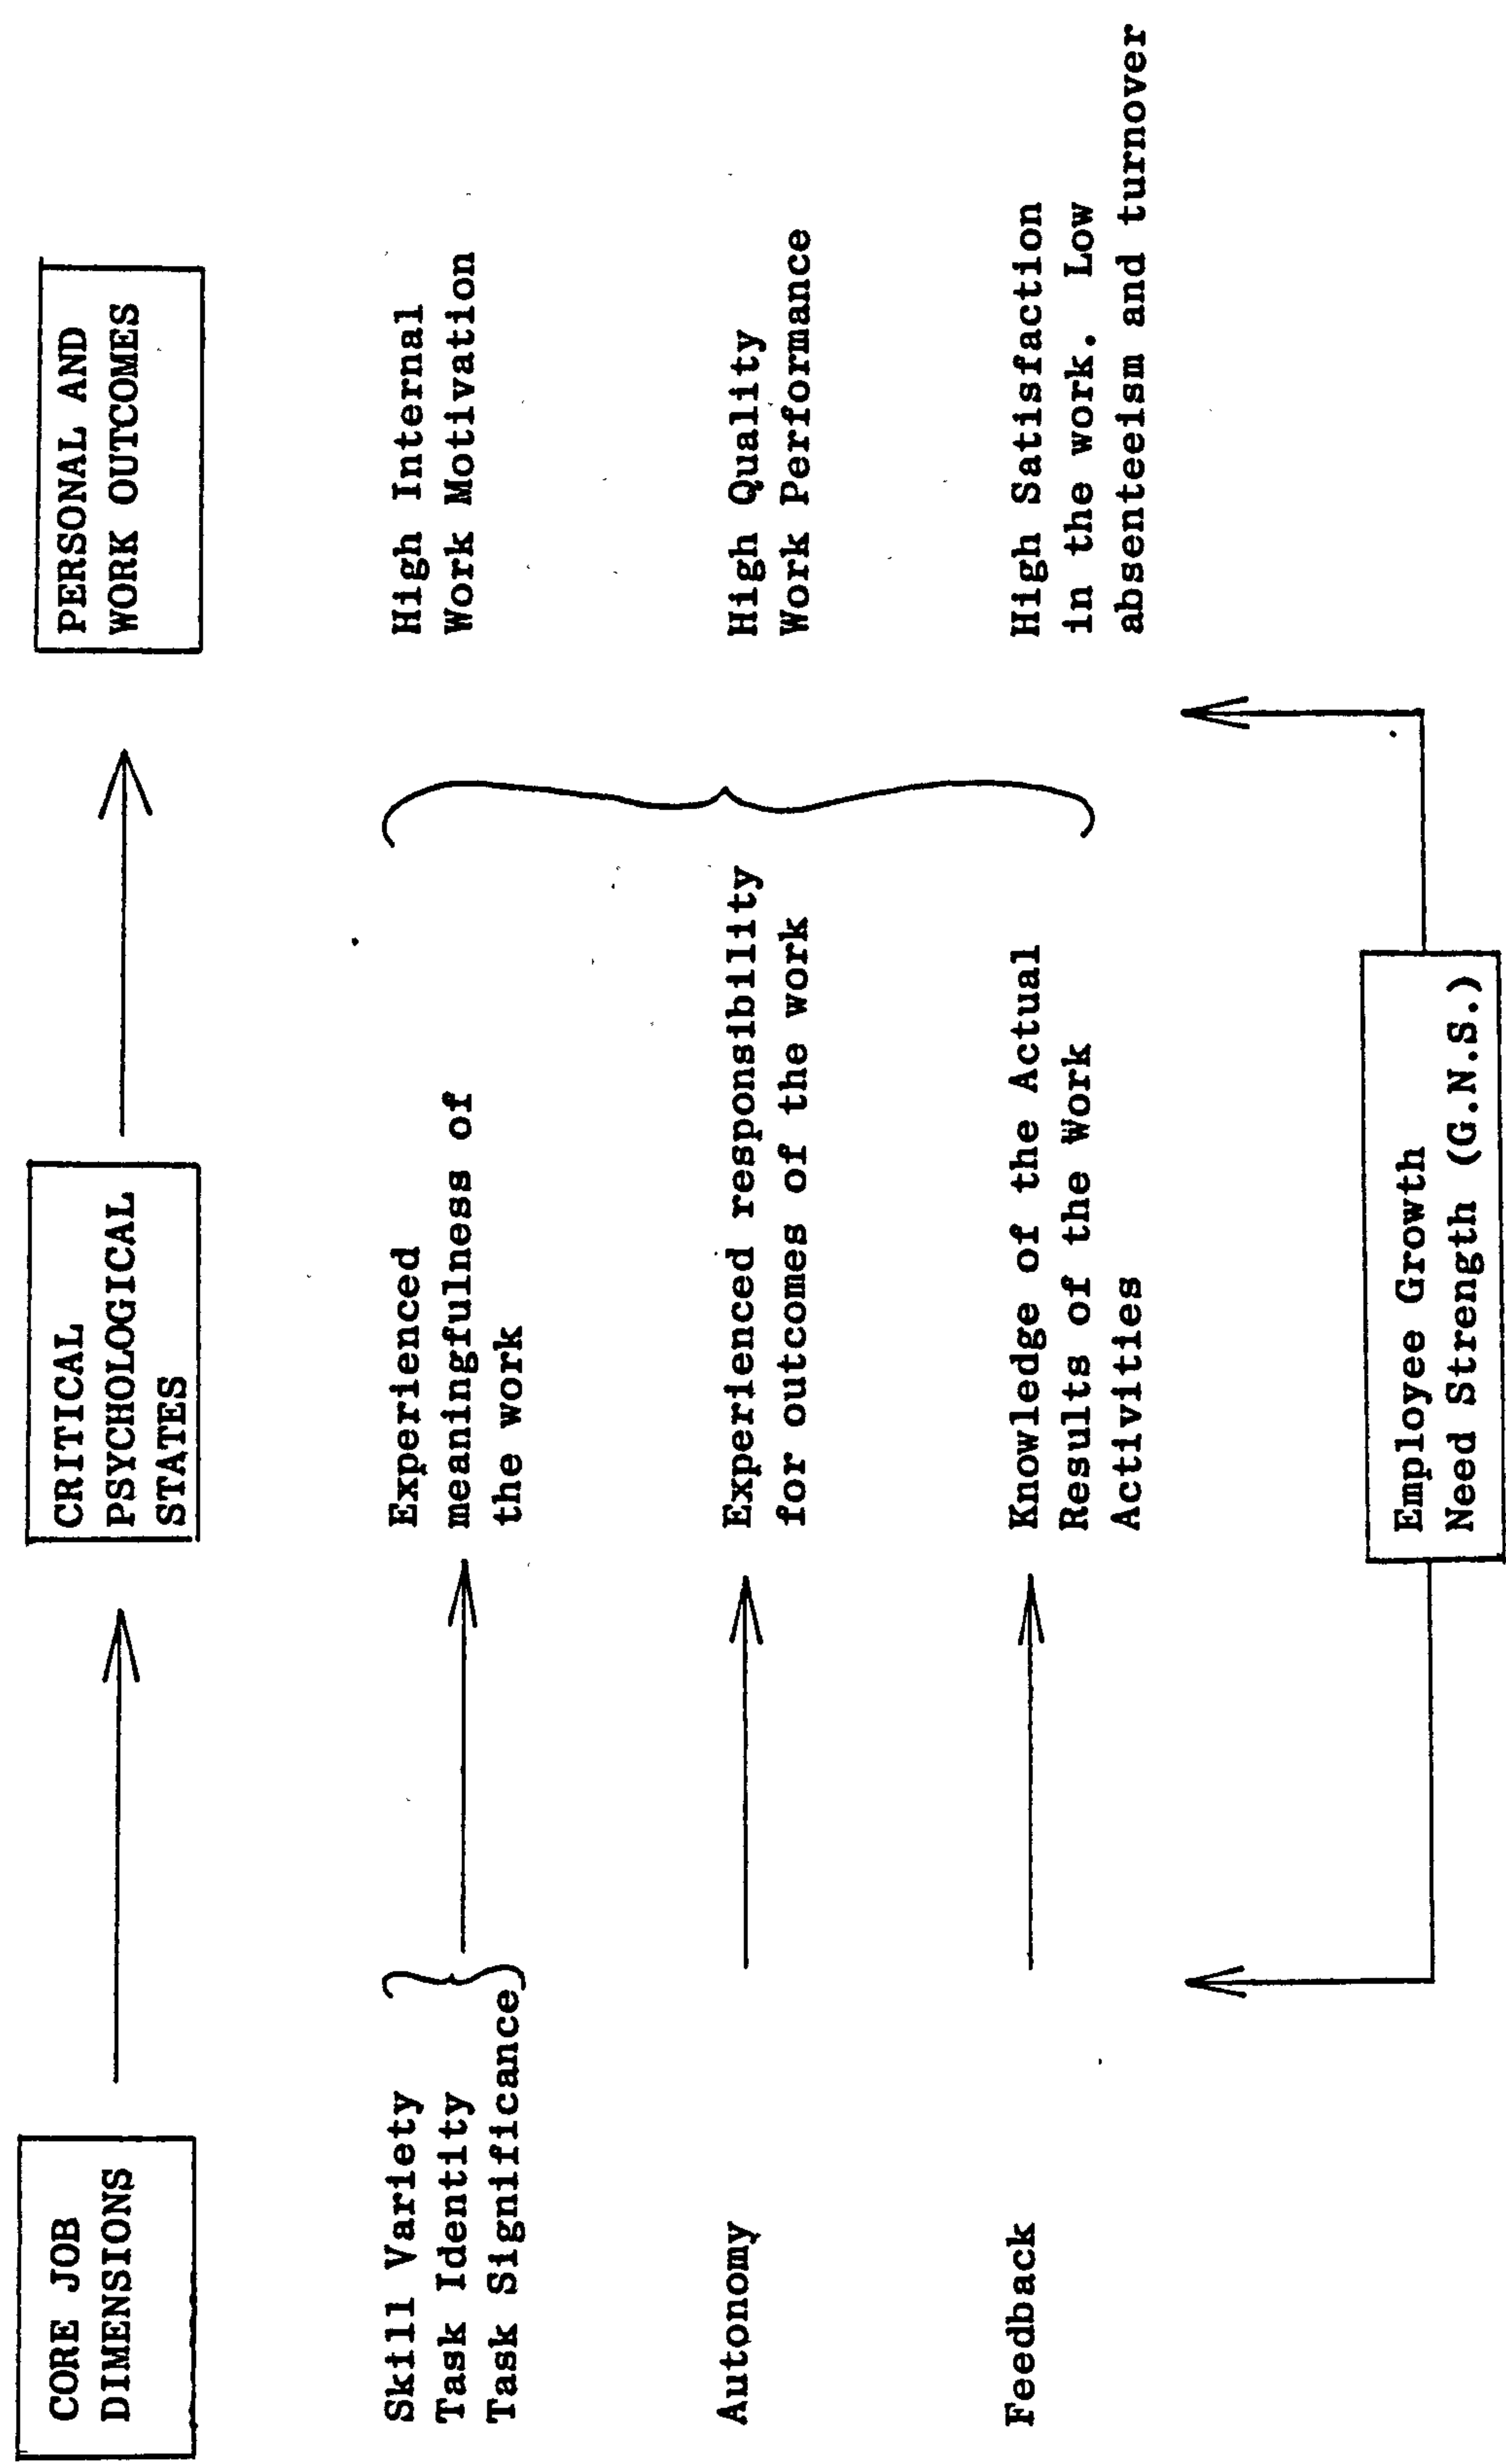 CORE JOB
DIMENSIONS
CRITICAL
PSYCHOLOGICAL
STATES
PERSONAL AND
WORK OUTCOMES
Skill Variety
Task Identity
Task Significance
Experienced
meaningfulness of
the work
High Internal
Work Motivation
Autonomy
Experienced responsibility
for outcomes of the work
High Quality
Work Performance
Feedback
Knowledge of the Actual
Results of the Work
Activities
High Satisfaction
in the work. Low
absenteeism and turnover
Employee Growth
Need Strength (G.N.S.)